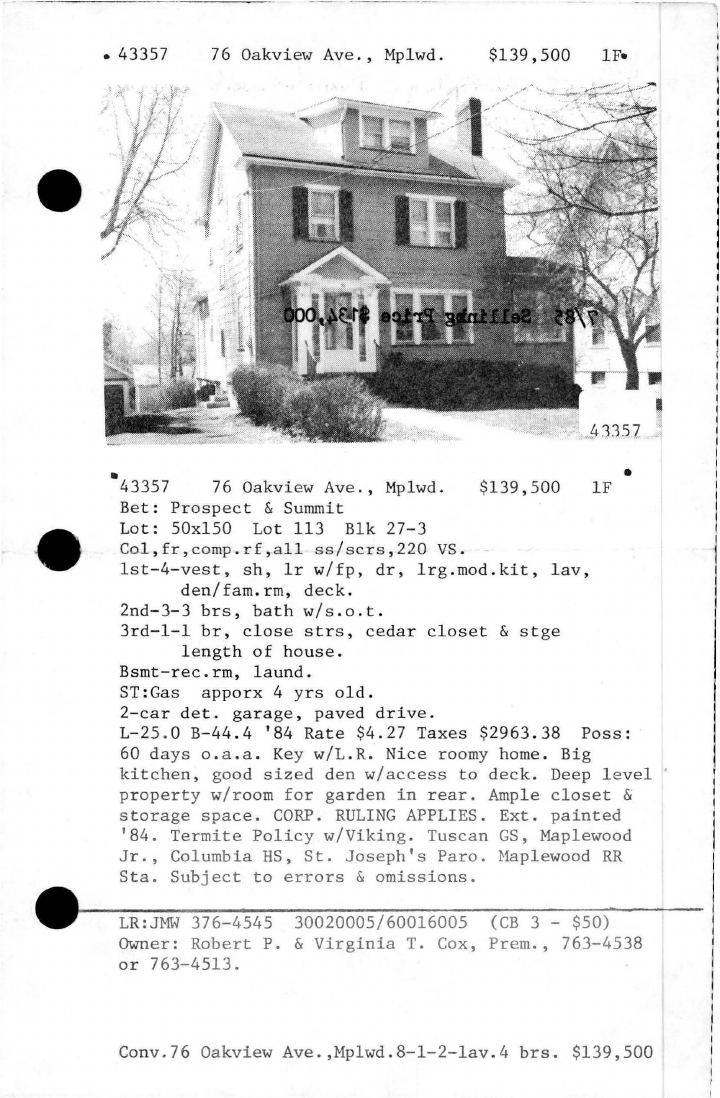 43357 76 Oakview Ave., Mplwd. $139,500 1F
7/85 Selling Price $134,000
43357
43357 76 Oakview Ave., Mplwd. $139,500 1F
Bet: Prospect & Summit
Lot: 50x150 Lot 113 Blk 27-3
Col,fr,comp.rf,all ss/scrs,220 VS.
1st-4-vest, sh, lr w/fp, dr, lrg.mod.kit, lav,
den/fam.rm, deck.
2nd-3-3 brs, bath w/s.o.t.
3rd-1-1 br, close strs, cedar closet & stge
length of house.
Bsmt-rec.rm, laund.
ST:Gas apporx 4 yrs old.
2-car det. garage, paved drive.
L-25.0 B-44.4 '84 Rate $4.27 Taxes $2963.38 Poss:
60 days o.a.a. Key w/L.R. Nice roomy home. Big
kitchen, good sized den w/access to deck. Deep level
property w/room for garden in rear. Ample closet &
storage space. CORP. RULING APPLIES. Ext. painted
'84. Termite Policy w/Viking. Tuscan GS, Maplewood
Jr., Columbia HS, St. Joseph's Paro. Maplewood RR
Sta. Subject to errors & omissions.
LR:JMW 376-4545 30020005/60016005 (CB 3 - $50)
Owner: Robert P. & Virginia T. Cox, Prem., 763-4538
or 763-4513.
Conv.76 Oakview Ave.,Mplwd.8-1-2-lav.4 brs. $139,500